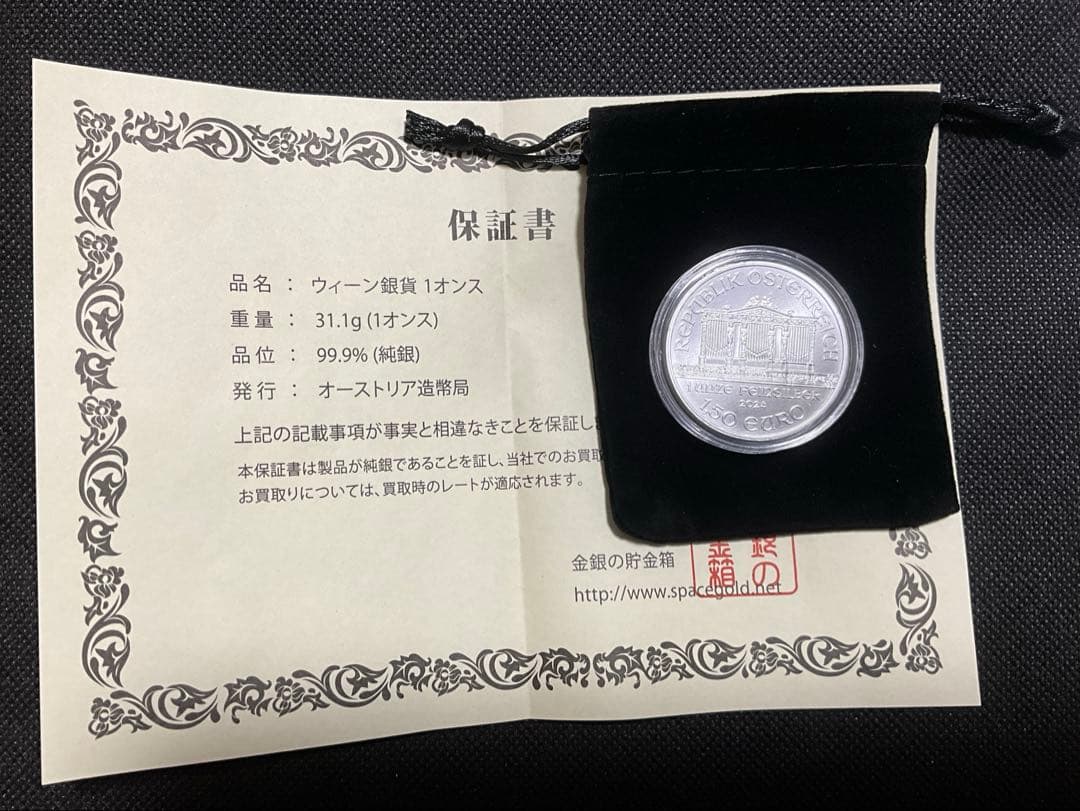 保証書
品名 : ウィーン銀貨 1オンス
重量 : 31.1g (1オンス)
品位 : 99.9% (純銀)
発行 : オーストリア造幣局
上記の記載事項が事実と相違なきことを保証し
本保証書は製品が純銀であることを証し、当社でのお買取
お買取りについては、買取時のレートが適応されます。
金銀の貯金箱
http://www.spacegold.net
銀の
金箱
REPUBLIK ÖSTERREICH
1 UNZE FEINSILBER
2024
1.50 EURO